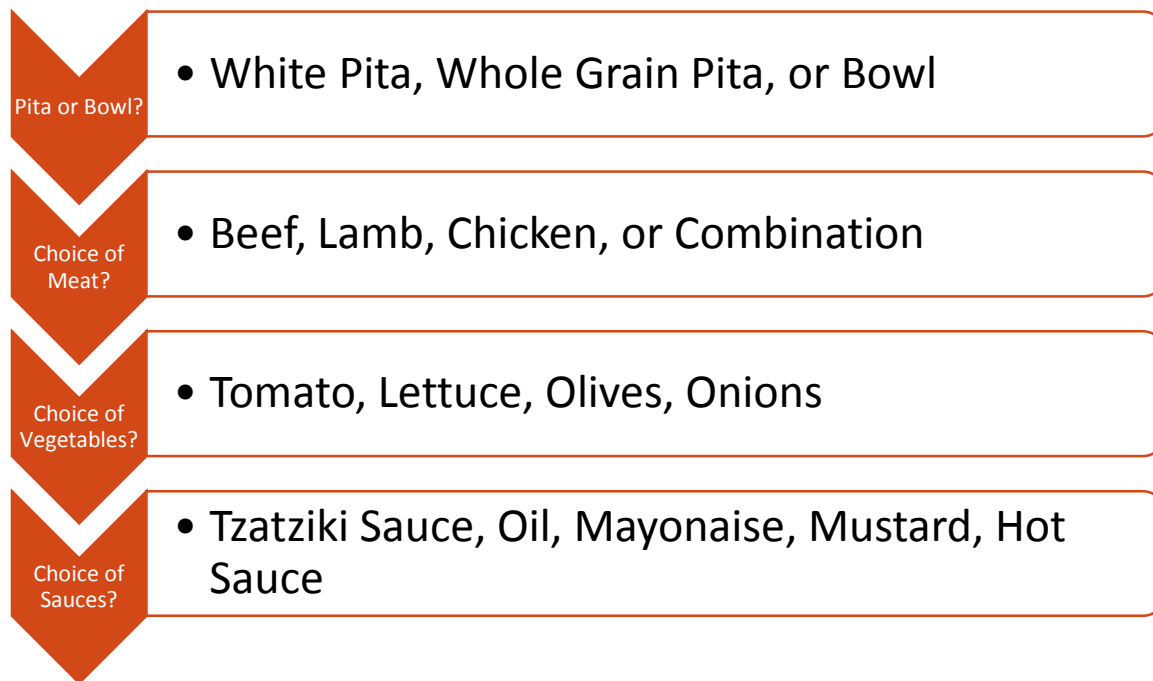 Pita or Bowl?
• White Pita, Whole Grain Pita, or Bowl
Choice of
Meat?
• Beef, Lamb, Chicken, or Combination
Choice of
Vegetables?
• Tomato, Lettuce, Olives, Onions
Choice of
Sauces?
• Tzatziki Sauce, Oil, Mayonaise, Mustard, Hot
Sauce